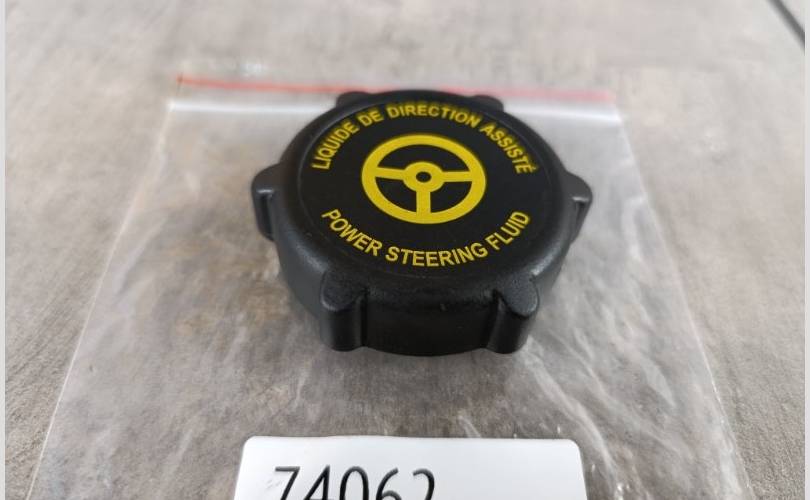 LIQUIDE DE DIRECTION ASSISTÉ
POWER STEERING FLUID
74062